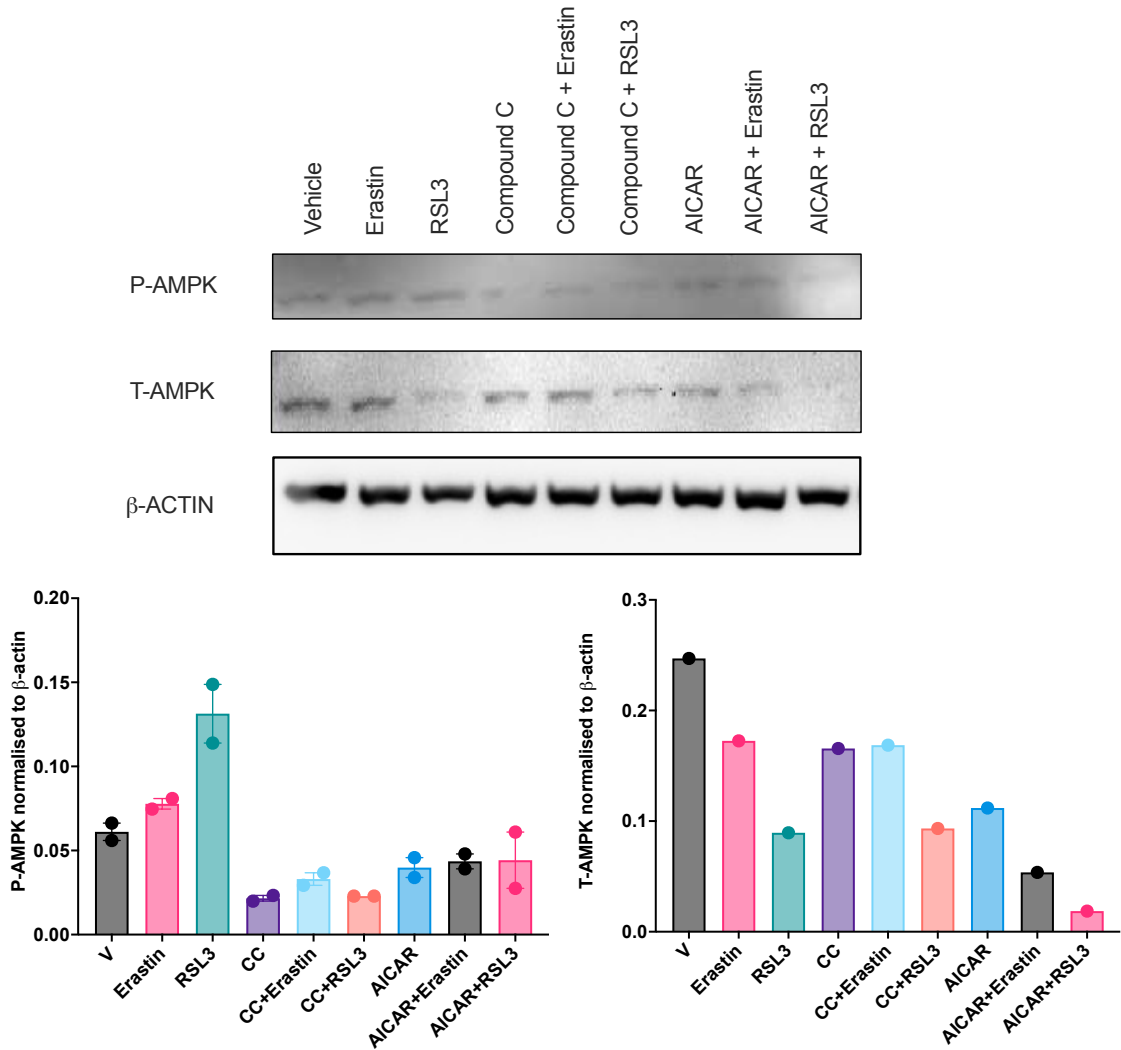 Vehicle
Erastin
RSL3
Compound C
Compound C + Erastin
Compound C + RSL3
AICAR
AICAR + Erastin
AICAR + RSL3
P-AMPK
T-AMPK
β-ACTIN
P-AMPK normalised to β-actin
0.20
0.15
0.10
0.05
0.00
V
Erastin
RSL3
CC
CC+Erastin
CC+RSL3
AICAR
AICAR+Erastin
AICAR+RSL3
T-AMPK normalised to β-actin
0.3
0.2
0.1
0.0
V
Erastin
RSL3
CC
CC+Erastin
CC+RSL3
AICAR
AICAR+Erastin
AICAR+RSL3